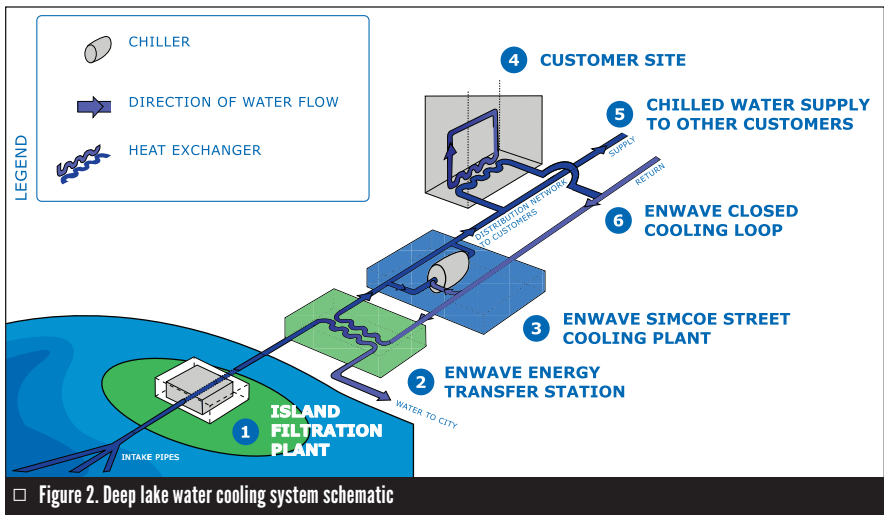 LEGEND
CHILLER
DIRECTION OF WATER FLOW
HEAT EXCHANGER
4 CUSTOMER SITE
5 CHILLED WATER SUPPLY
TO OTHER CUSTOMERS
SUPPLY
RETURN
DISTRIBUTION NETWORK
TO CUSTOMERS
6 ENWAVE CLOSED
COOLING LOOP
3 ENWAVE SIMCOE STREET
COOLING PLANT
2 ENWAVE ENERGY
TRANSFER STATION
WATER TO CITY
1 ISLAND
FILTRATION
PLANT
INTAKE PIPES
□ Figure 2. Deep lake water cooling system schematic